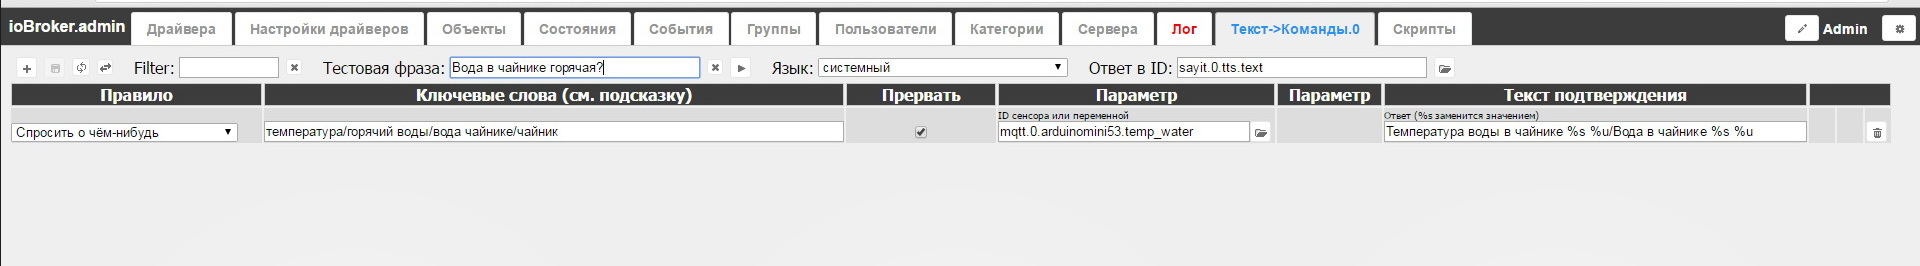 ioBroker.admin Драйвера Настройки драйверов Объекты Состояния События Группы Пользователи Категории Сервера Лог Текст->Команды.0 Скрипты Admin
Filter: Тестовая фраза: Вода в чайнике горячая? Язык: системный Ответ в ID: sayit.0.tts.text
Правило Ключевые слова (см. подсказку) Прервать Параметр Параметр Текст подтверждения
ID сенсора или переменной Ответ (%s заменится значением)
Спросить о чём-нибудь температура/горячий воды/вода чайнике/чайник mqtt.0.arduinomini53.temp_water Температура воды в чайнике %s %u/Вода в чайнике %s %u